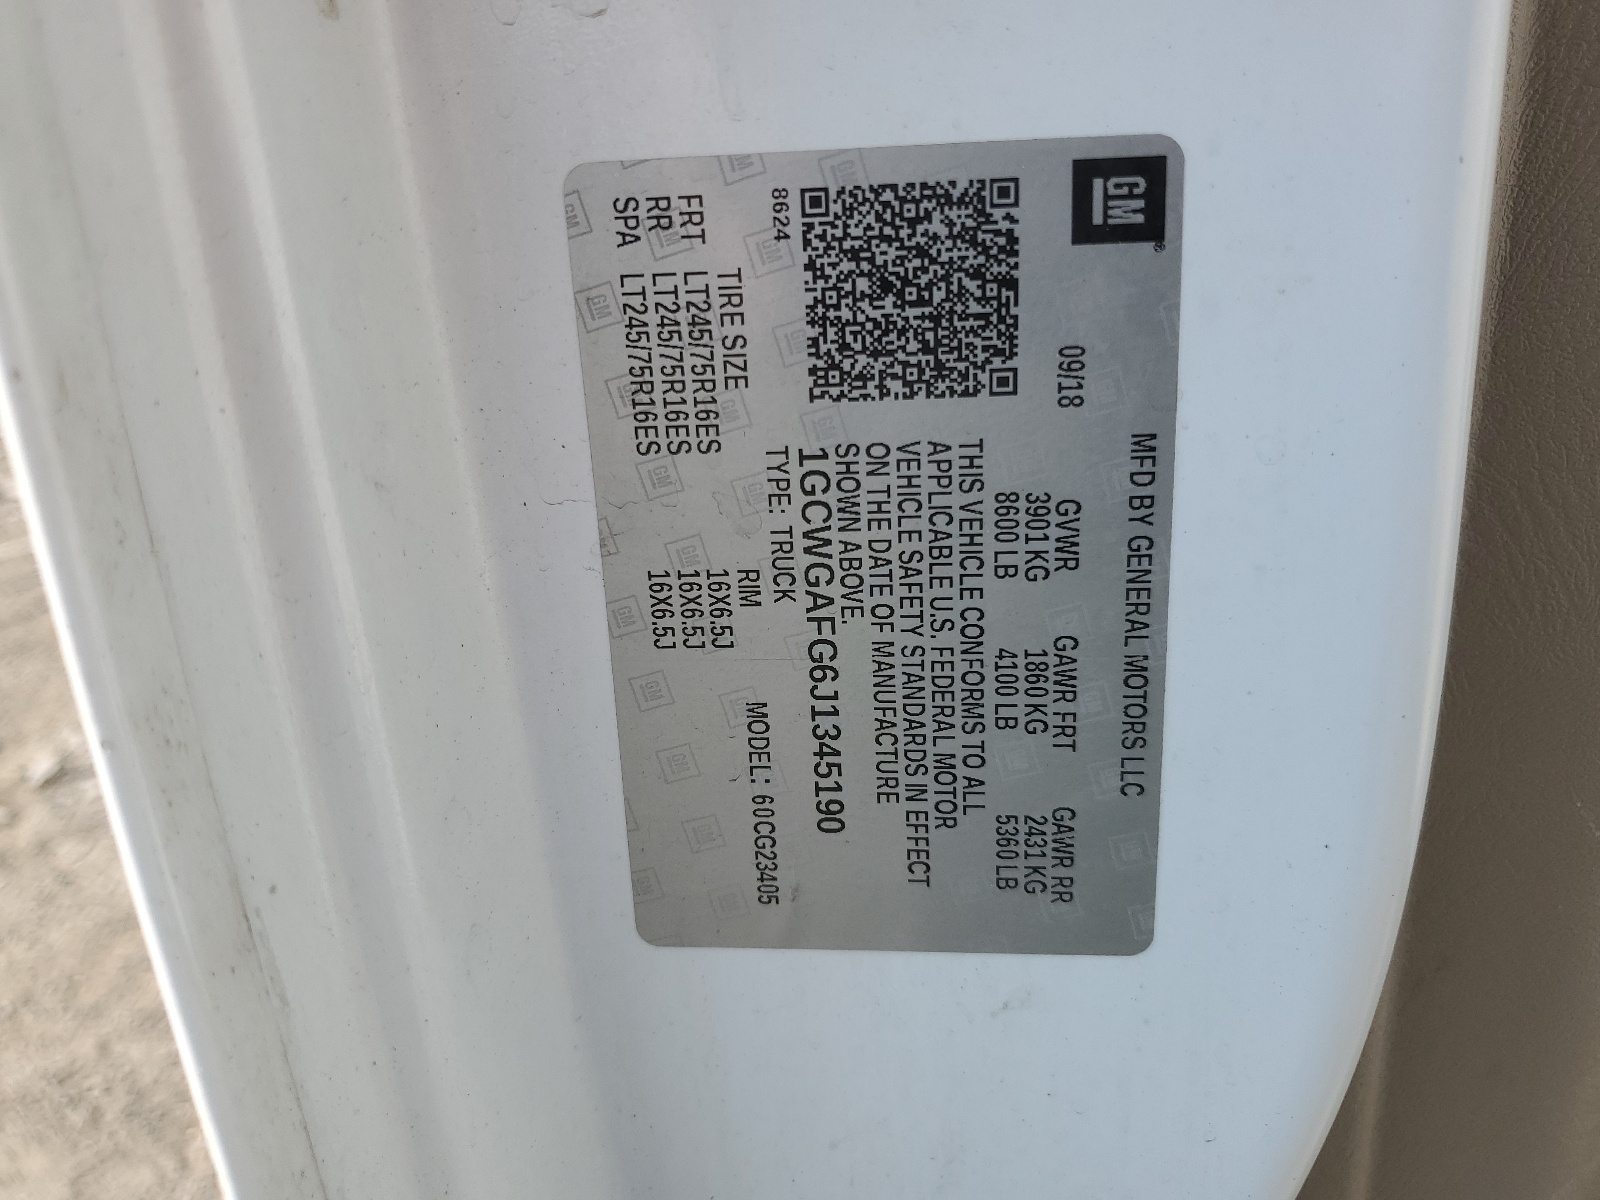 GM
MFD BY GENERAL MOTORS LLC
09/18
GVWR GAWR FRT GAWR RR
3901 KG 1860 KG 2431 KG
8600 LB 4100 LB 5360 LB
THIS VEHICLE CONFORMS TO ALL
APPLICABLE U.S. FEDERAL MOTOR
VEHICLE SAFETY STANDARDS IN EFFECT
ON THE DATE OF MANUFACTURE
SHOWN ABOVE.
1GCWGAFG6J1345190
8624 TYPE: TRUCK
MODEL: 60CG23405
TIRE SIZE RIM
FRT LT245/75R16ES 16X6.5J
RR LT245/75R16ES 16X6.5J
SPA LT245/75R16ES 16X6.5J